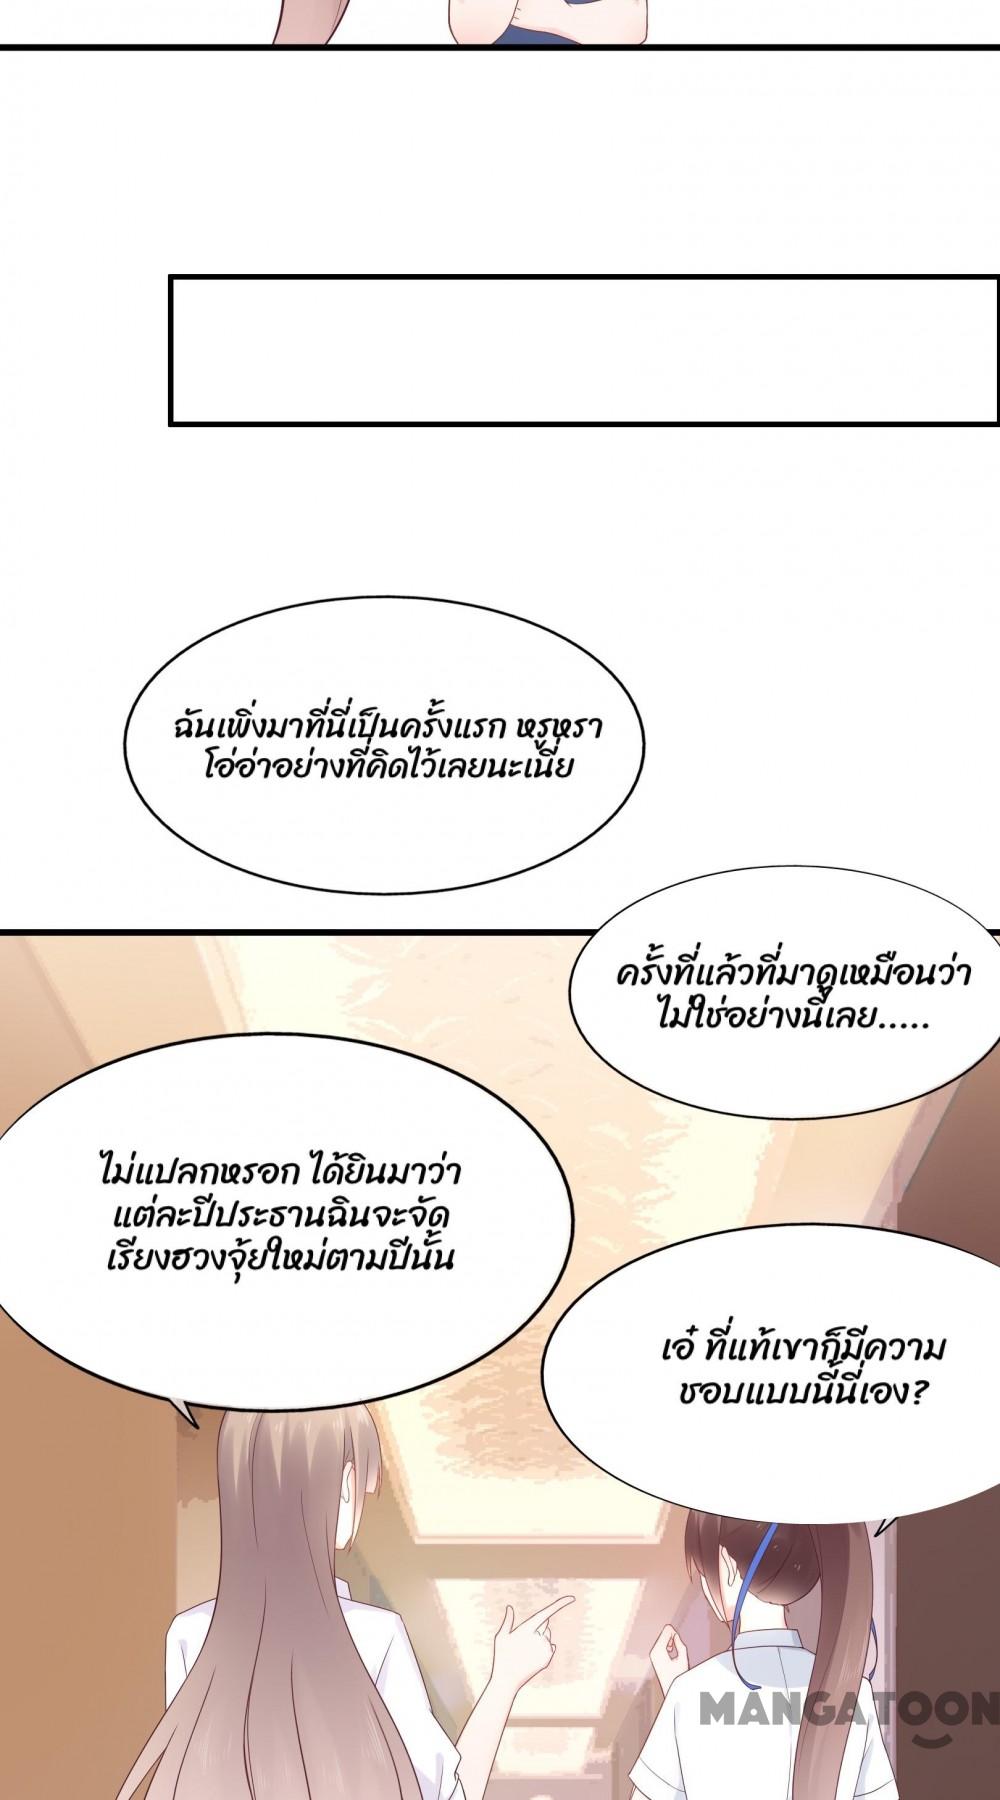 ฉันเพิ่งมาที่นี่เป็นครั้งแรก หรูหรา
โอ่อ่าอย่างที่คิดไว้เลยนะเนี่ย
ครั้งที่แล้วที่มาดูเหมือนว่า
ไม่ใช่อย่างนี้เลย.....
ไม่แปลกหรอก ได้ยินมาว่า
แต่ละปีประธานฉินจะจัด
เรียงฮวงจุ้ยใหม่ตามปีนั้น
เอ๋ ที่แท้เขาก็มีความ
ชอบแบบนี้นี่เอง?
MANGATOON